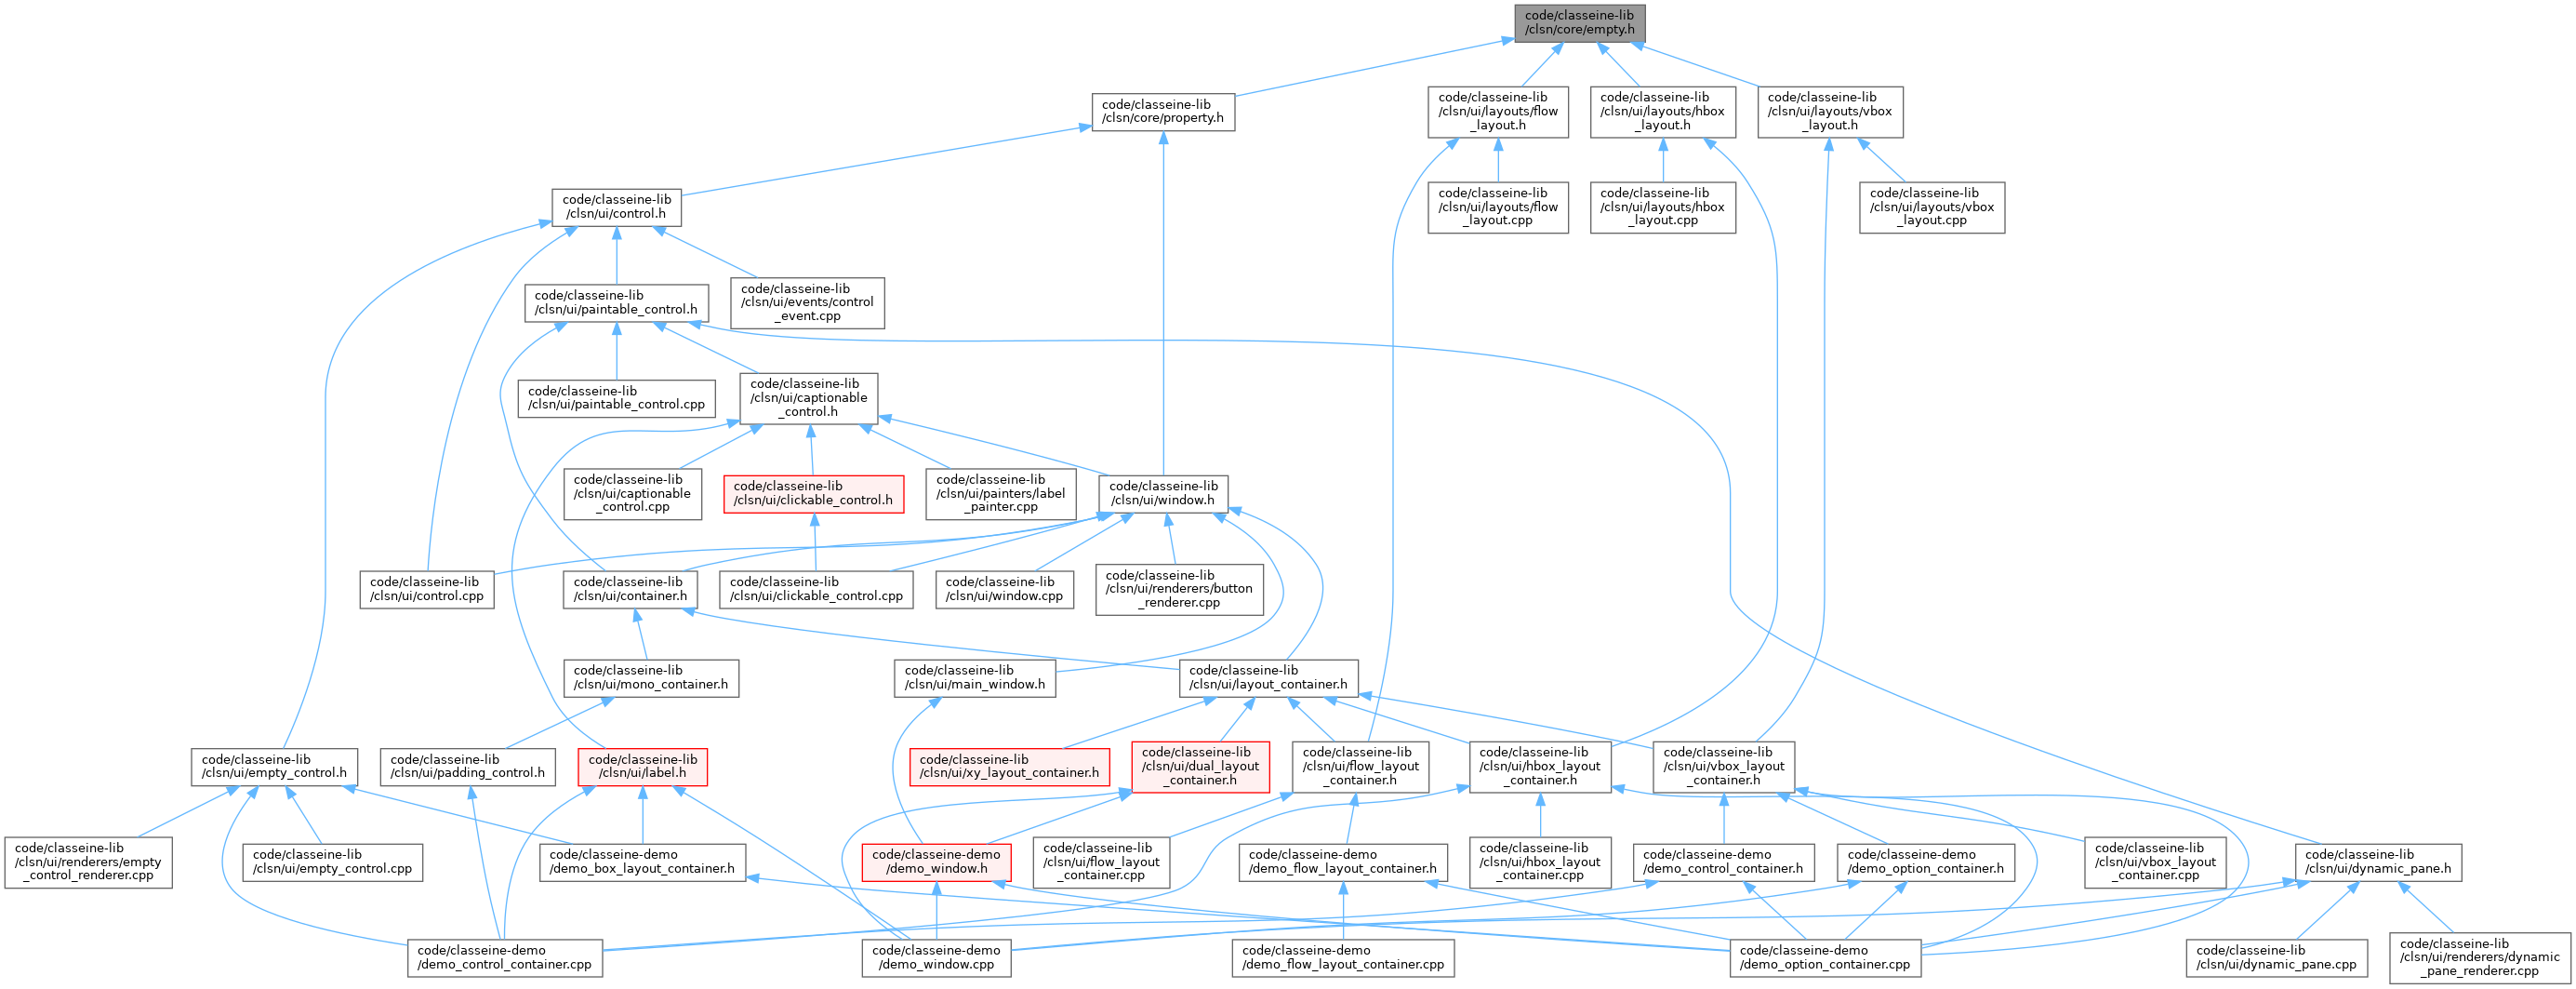 code/classeine-lib
/clsn/core/empty.h
code/classeine-lib
/clsn/core/property.h
code/classeine-lib
/clsn/ui/layouts/flow
_layout.h
code/classeine-lib
/clsn/ui/layouts/hbox
_layout.h
code/classeine-lib
/clsn/ui/layouts/vbox
_layout.h
code/classeine-lib
/clsn/ui/control.h
code/classeine-lib
/clsn/ui/layouts/flow
_layout.cpp
code/classeine-lib
/clsn/ui/layouts/hbox
_layout.cpp
code/classeine-lib
/clsn/ui/layouts/vbox
_layout.cpp
code/classeine-lib
/clsn/ui/paintable_control.h
code/classeine-lib
/clsn/ui/events/control
_event.cpp
code/classeine-lib
/clsn/ui/paintable_control.cpp
code/classeine-lib
/clsn/ui/captionable
_control.h
code/classeine-lib
/clsn/ui/captionable
_control.cpp
code/classeine-lib
/clsn/ui/clickable_control.h
code/classeine-lib
/clsn/ui/painters/label
_painter.cpp
code/classeine-lib
/clsn/ui/window.h
code/classeine-lib
/clsn/ui/control.cpp
code/classeine-lib
/clsn/ui/container.h
code/classeine-lib
/clsn/ui/clickable_control.cpp
code/classeine-lib
/clsn/ui/window.cpp
code/classeine-lib
/clsn/ui/renderers/button
_renderer.cpp
code/classeine-lib
/clsn/ui/mono_container.h
code/classeine-lib
/clsn/ui/main_window.h
code/classeine-lib
/clsn/ui/layout_container.h
code/classeine-lib
/clsn/ui/empty_control.h
code/classeine-lib
/clsn/ui/padding_control.h
code/classeine-lib
/clsn/ui/label.h
code/classeine-lib
/clsn/ui/xy_layout_container.h
code/classeine-lib
/clsn/ui/dual_layout
_container.h
code/classeine-lib
/clsn/ui/flow_layout
_container.h
code/classeine-lib
/clsn/ui/hbox_layout
_container.h
code/classeine-lib
/clsn/ui/vbox_layout
_container.h
code/classeine-lib
/clsn/ui/renderers/empty
_control_renderer.cpp
code/classeine-lib
/clsn/ui/empty_control.cpp
code/classeine-demo
/demo_box_layout_container.h
code/classeine-demo
/demo_window.h
code/classeine-lib
/clsn/ui/flow_layout
_container.cpp
code/classeine-demo
/demo_flow_layout_container.h
code/classeine-lib
/clsn/ui/hbox_layout
_container.cpp
code/classeine-demo
/demo_control_container.h
code/classeine-demo
/demo_option_container.h
code/classeine-lib
/clsn/ui/vbox_layout
_container.cpp
code/classeine-lib
/clsn/ui/dynamic_pane.h
code/classeine-demo
/demo_control_container.cpp
code/classeine-demo
/demo_window.cpp
code/classeine-demo
/demo_flow_layout_container.cpp
code/classeine-demo
/demo_option_container.cpp
code/classeine-lib
/clsn/ui/dynamic_pane.cpp
code/classeine-lib
/clsn/ui/renderers/dynamic
_pane_renderer.cpp